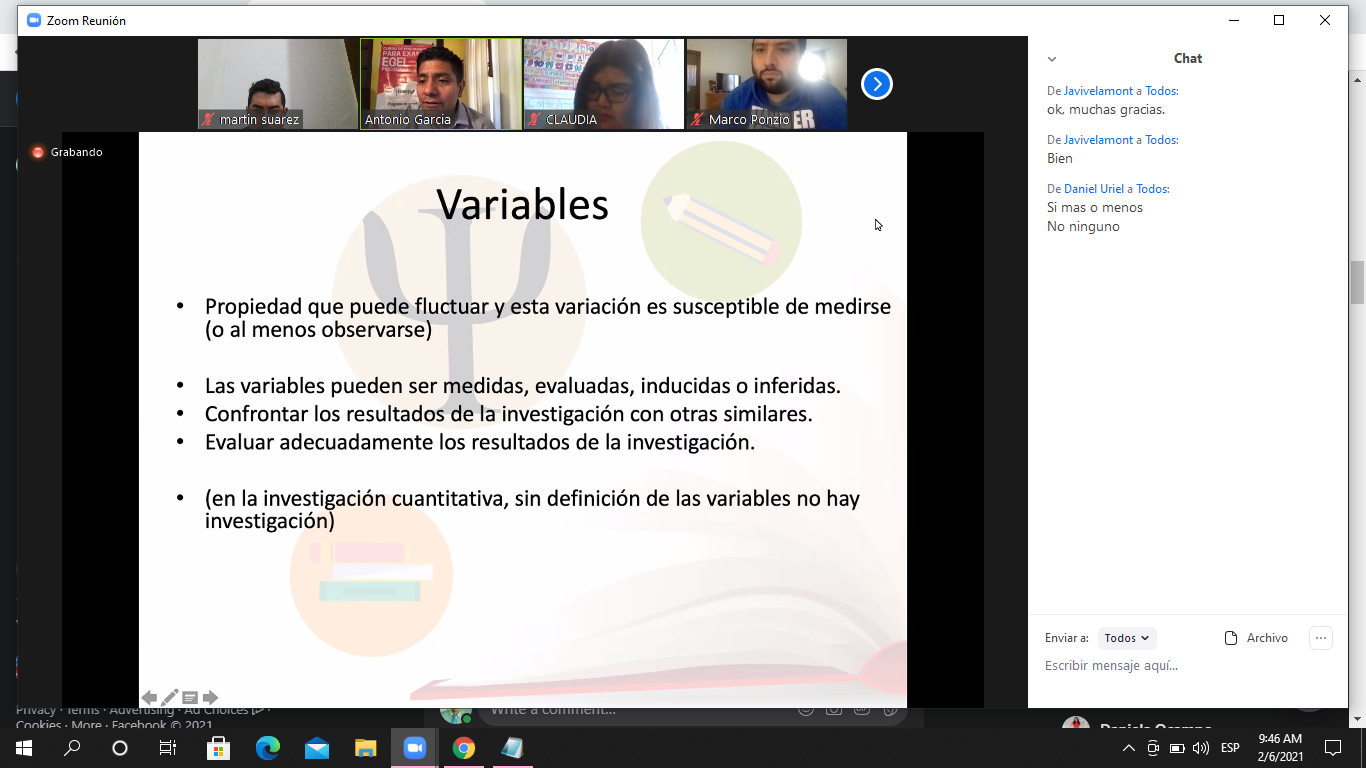 Zoom Reunión
martin suarez
Antonio Garcia
CLAUDIA
Marco Ponzio
Grabando
Variables
• Propiedad que puede fluctuar y esta variación es susceptible de medirse
(o al menos observarse)
• Las variables pueden ser medidas, evaluadas, inducidas o inferidas.
• Confrontar los resultados de la investigación con otras similares.
• Evaluar adecuadamente los resultados de la investigación.
• (en la investigación cuantitativa, sin definición de las variables no hay
investigación)
Chat
De Javivelamont a Todos:
ok, muchas gracias.
De Javivelamont a Todos:
Bien
De Daniel Uriel a Todos:
Si mas o menos
No ninguno
Enviar a: Todos
Archivo
Escribir mensaje aquí...
Privacy · Terms · Advertising · Ad Choices
Cookies · More · Facebook © 2021
Write a comment...
ESP
9:46 AM
2/6/2021